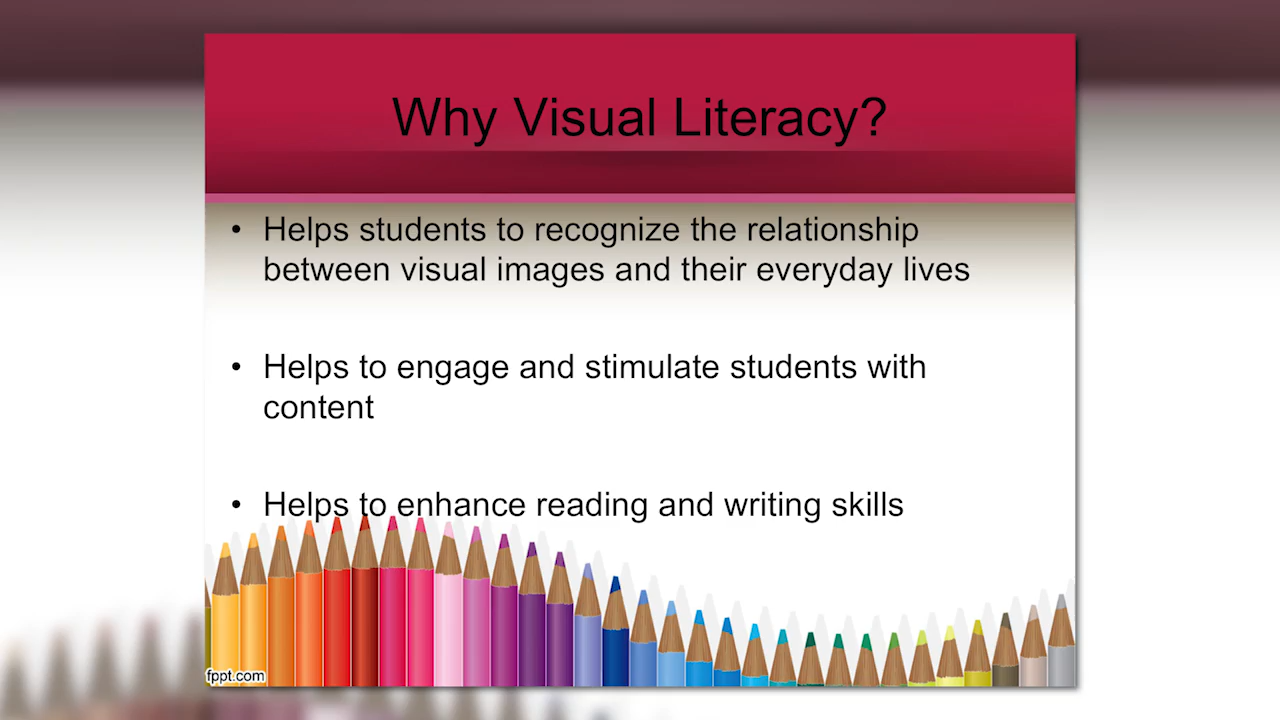 Why Visual Literacy?
• Helps students to recognize the relationship
between visual images and their everyday lives
• Helps to engage and stimulate students with
content
• Helps to enhance reading and writing skills
fppt.com